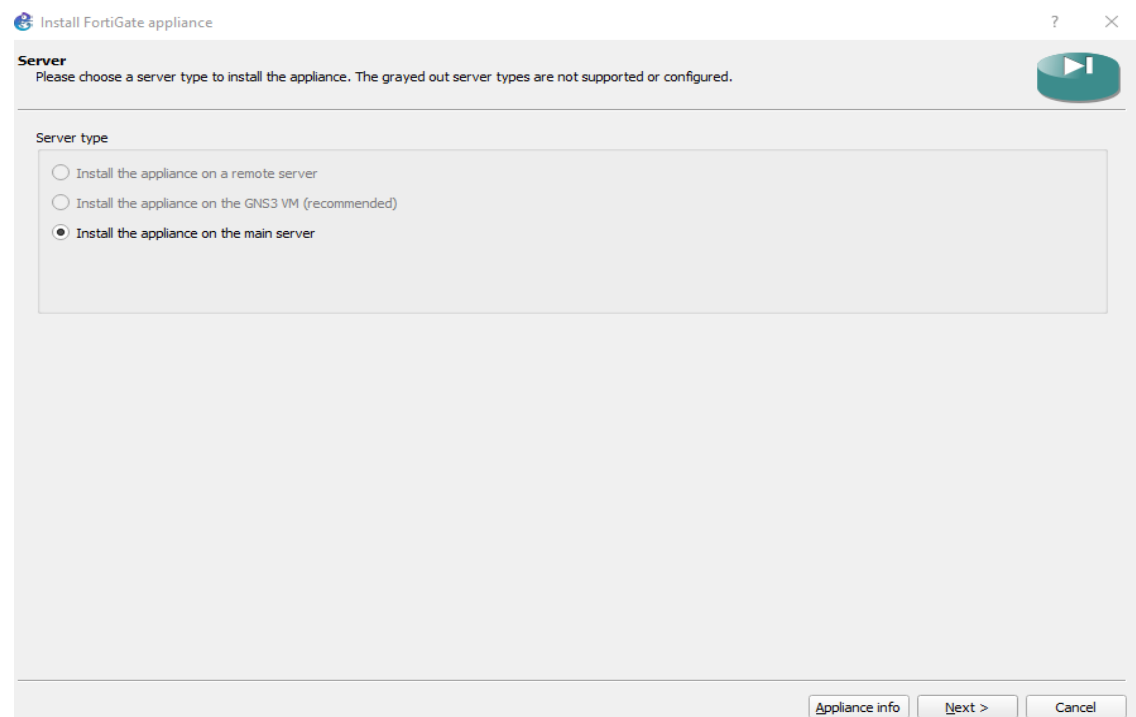 Install FortiGate appliance
Server
Please choose a server type to install the appliance. The grayed out server types are not supported or configured.
Server type
Install the appliance on a remote server
Install the appliance on the GNS3 VM (recommended)
Install the appliance on the main server
Appliance info
Next >
Cancel